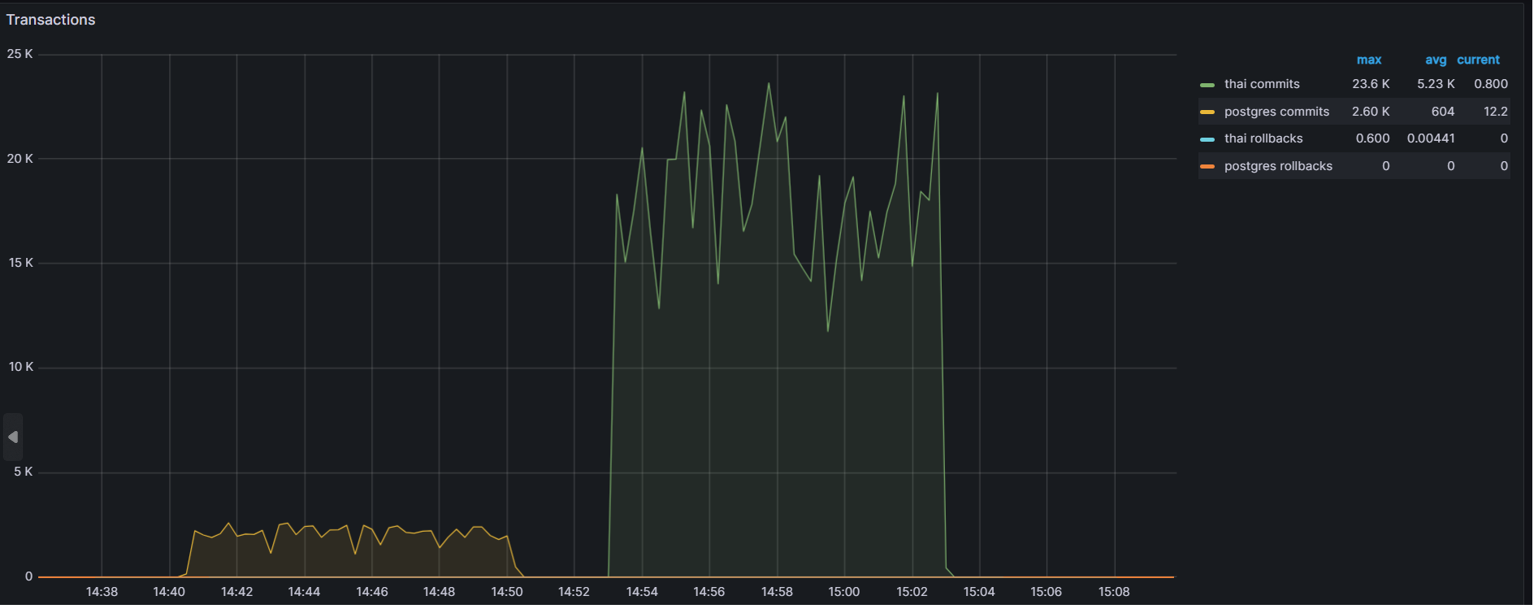 Transactions
25 K
20 K
15 K
10 K
5 K
0
14:38 14:40 14:42 14:44 14:46 14:48 14:50 14:52 14:54 14:56 14:58 15:00 15:02 15:04 15:06 15:08
max avg current
thai commits 23.6 K 5.23 K 0.800
postgres commits 2.60 K 604 12.2
thai rollbacks 0.600 0.00441 0
postgres rollbacks 0 0 0